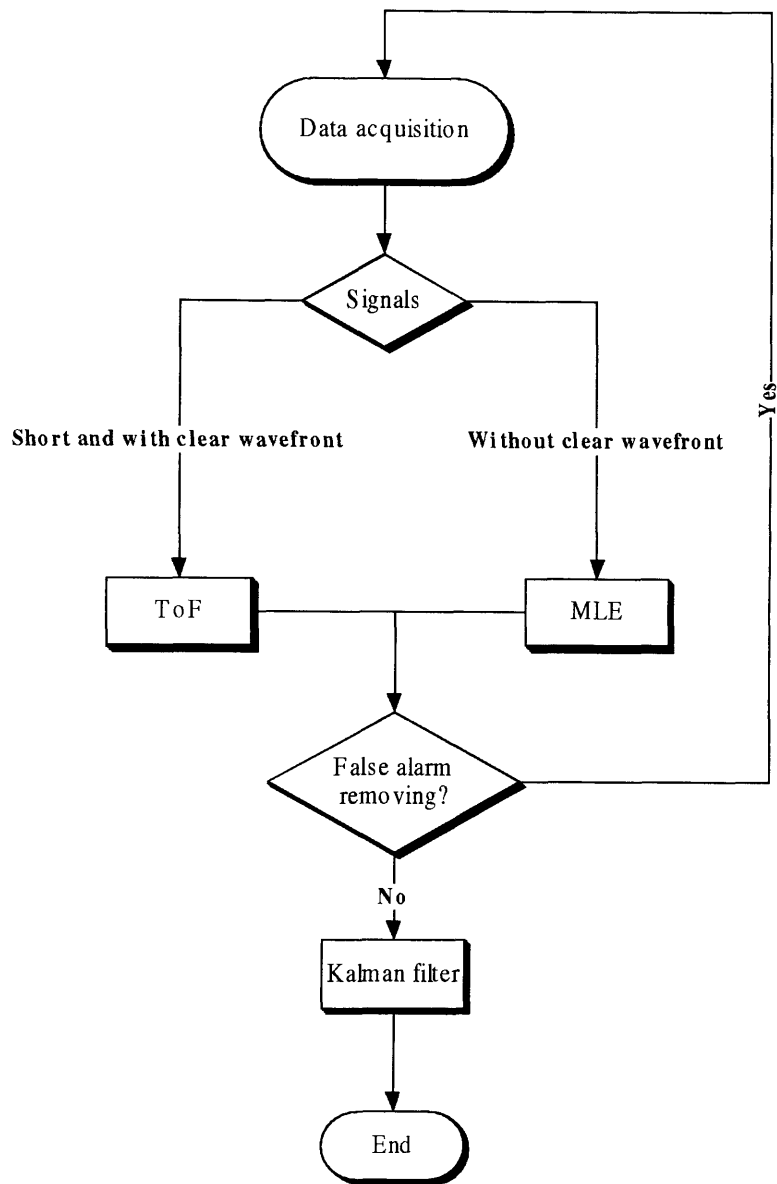 Data acquisition
Signals
Yes
Short and with clear wavefront
Without clear wavefront
ToF
MLE
False alarm
removing?
No
Kalman filter
End